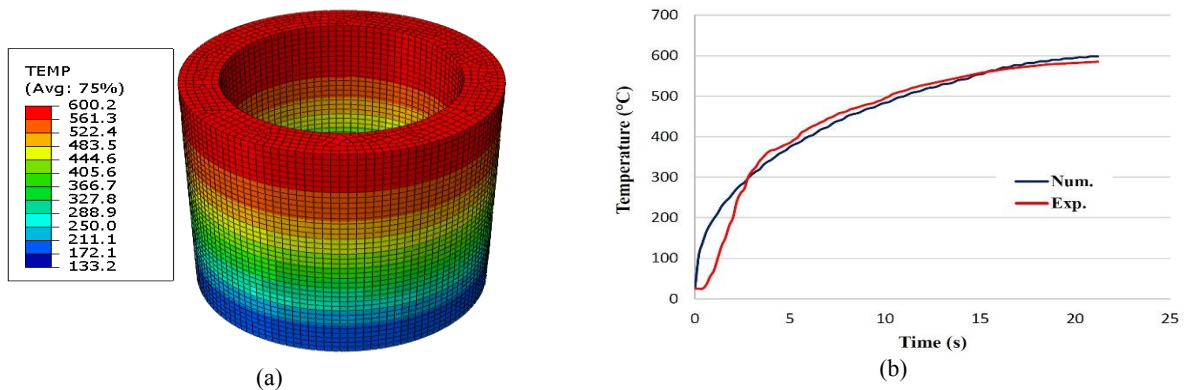 TEMP
(Avg: 75%)
600.2
561.3
522.4
483.5
444.6
405.6
366.7
327.8
288.9
250.0
211.1
172.1
133.2
(a)
700
600
500
400
300
200
100
0
Temperature (°C)
Num.
Exp.
0 5 10 15 20 25
Time (s)
(b)